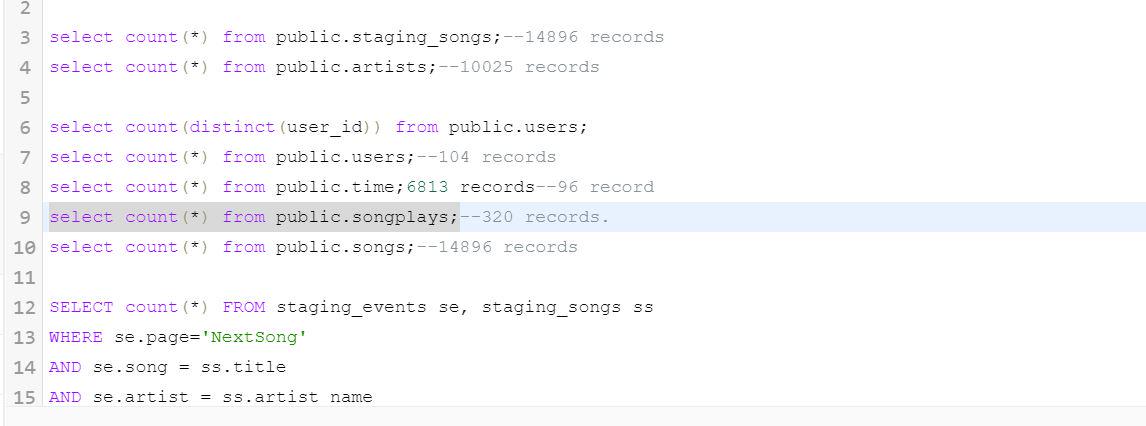 2
3 select count(*) from public.staging_songs;--14896 records
4 select count(*) from public.artists;--10025 records
5
6 select count(distinct(user_id)) from public.users;
7 select count(*) from public.users;--104 records
8 select count(*) from public.time;6813 records--96 record
9 select count(*) from public.songplays;--320 records.
10 select count(*) from public.songs;--14896 records
11
12 SELECT count(*) FROM staging_events se, staging_songs ss
13 WHERE se.page='NextSong'
14 AND se.song = ss.title
15 AND se.artist = ss.artist_name